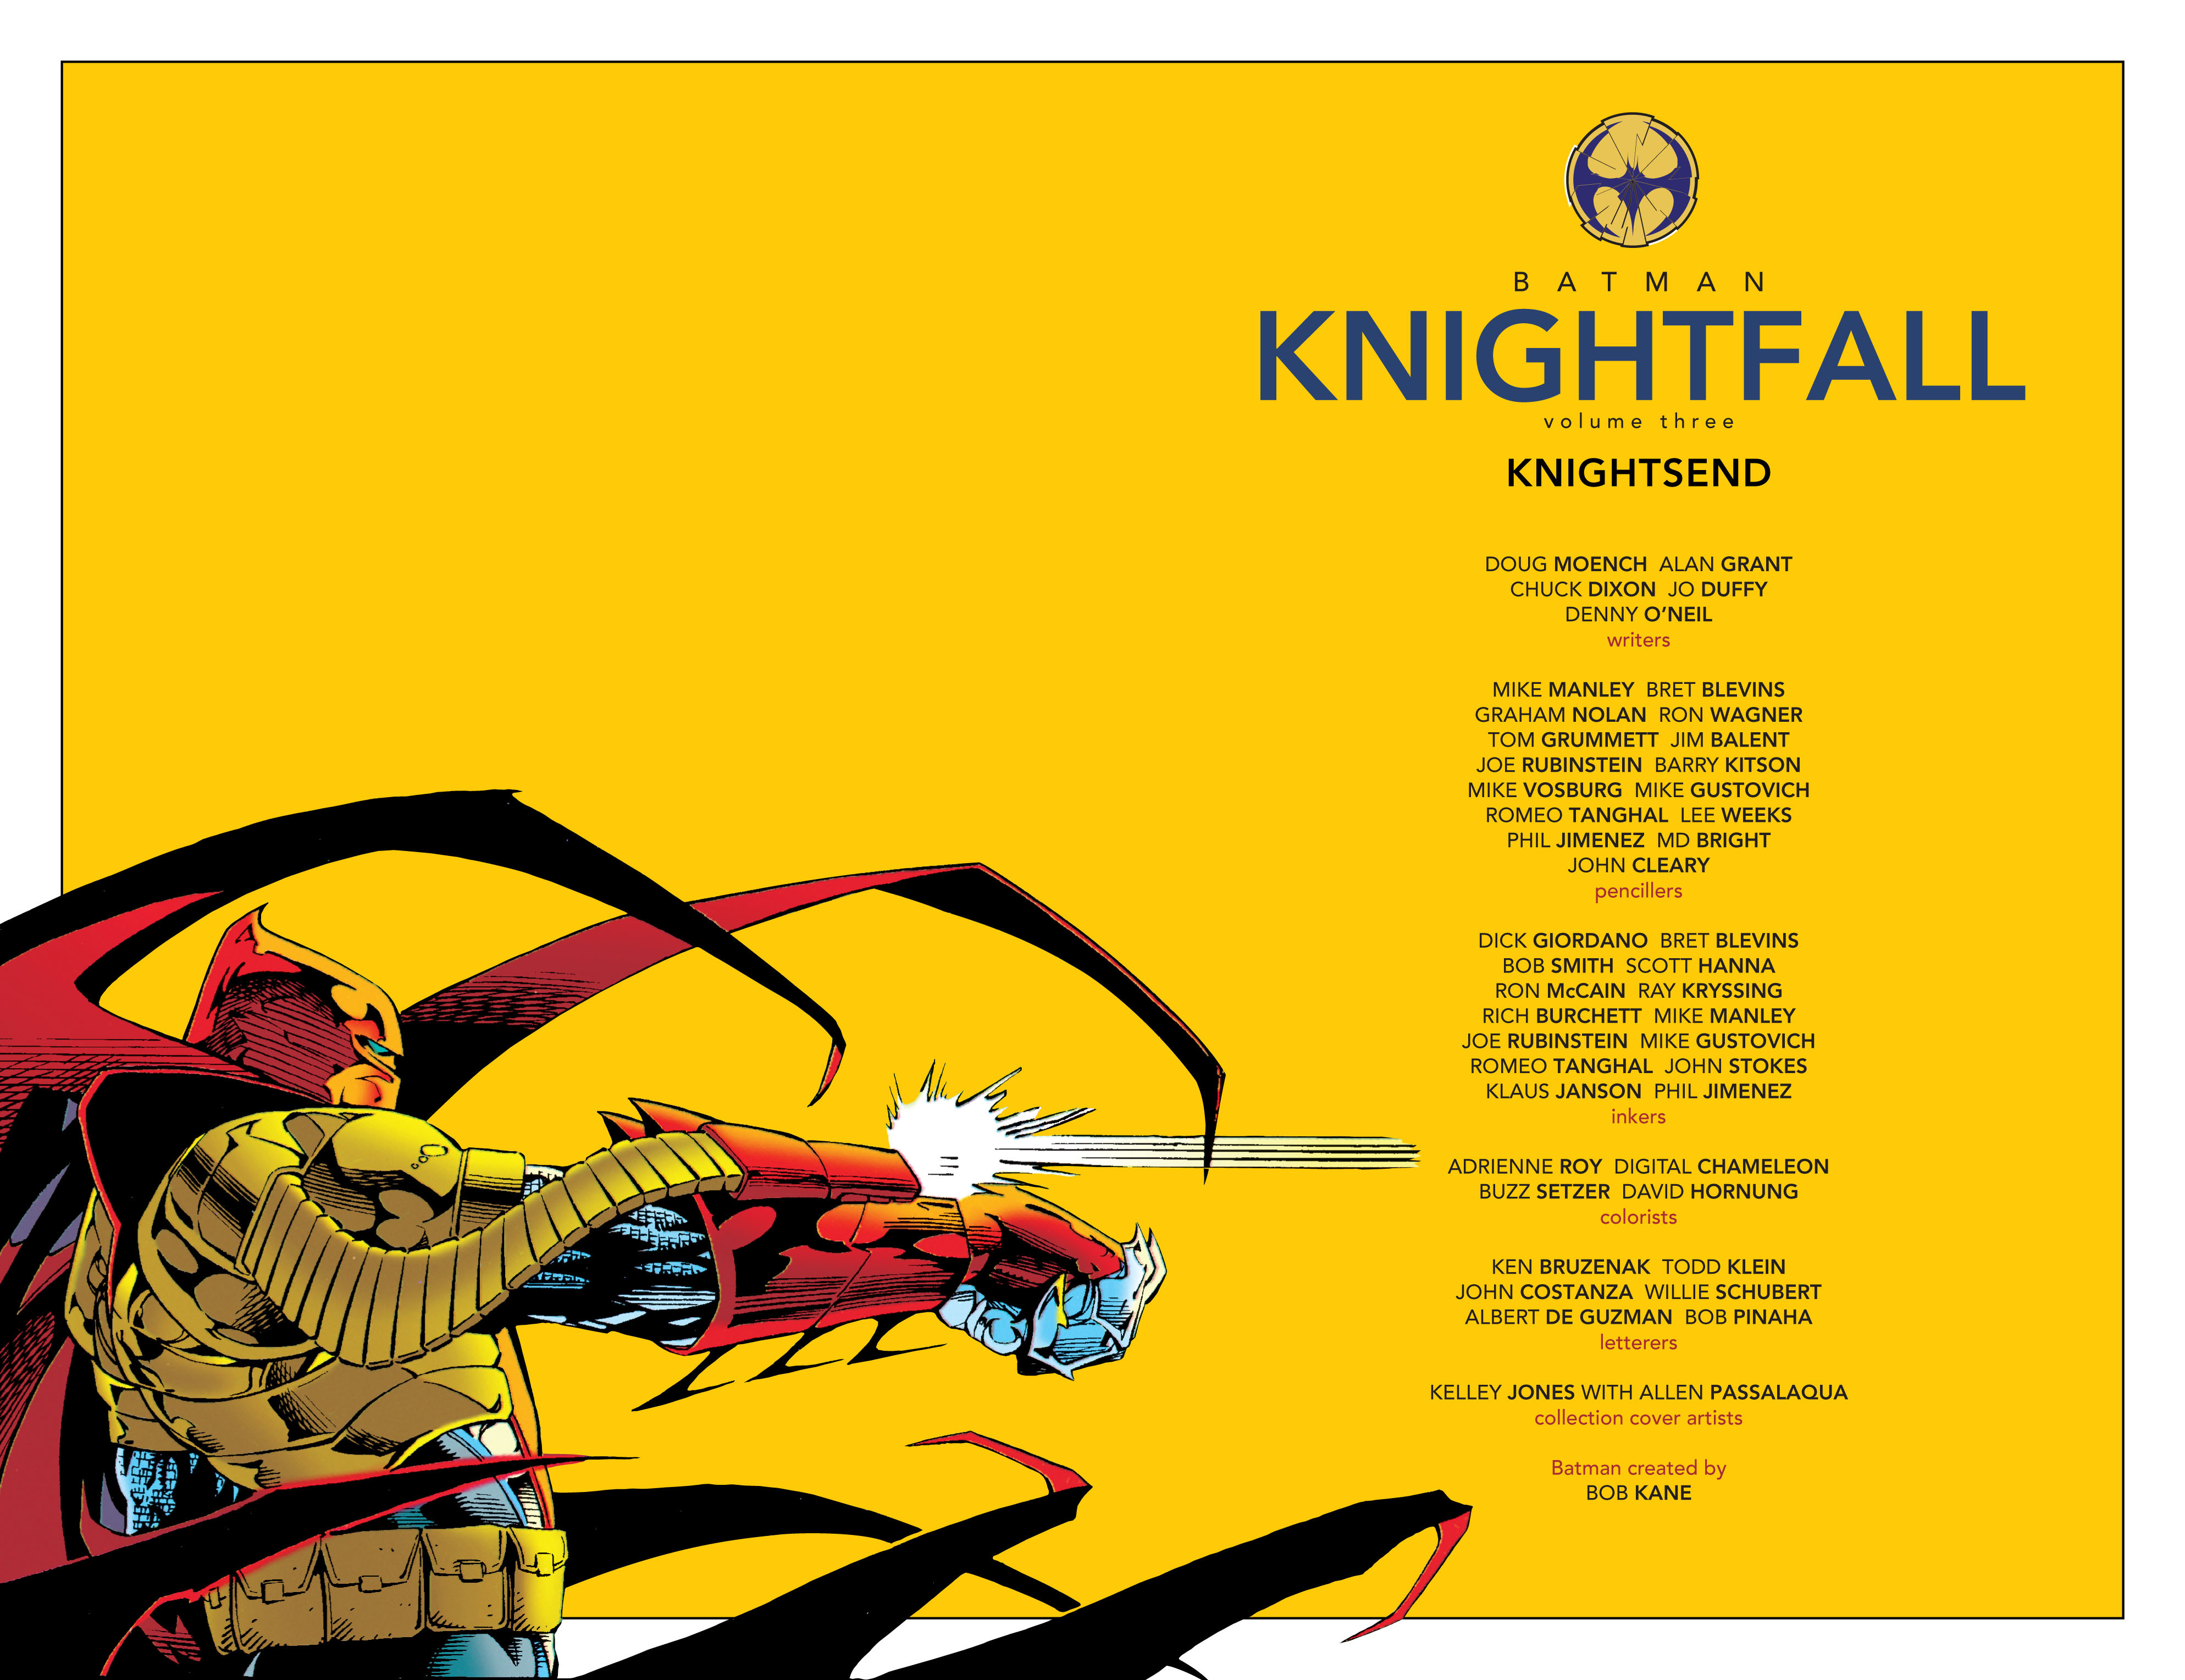 BATMAN
KNIGHTFALL
volume three
KNIGHTSEND
DOUG MOENCH ALAN GRANT
CHUCK DIXON JO DUFFY
DENNY O'NEIL
writers
MIKE MANLEY BRET BLEVINS
GRAHAM NOLAN RON WAGNER
TOM GRUMMETT JIM BALENT
JOE RUBINSTEIN BARRY KITSON
MIKE VOSBURG MIKE GUSTOVICH
ROMEO TANGHAL LEE WEEKS
PHIL JIMENEZ MD BRIGHT
JOHN CLEARY
pencillers
DICK GIORDANO BRET BLEVINS
BOB SMITH SCOTT HANNA
RON McCAIN RAY KRYSSING
RICH BURCHETT MIKE MANLEY
JOE RUBINSTEIN MIKE GUSTOVICH
ROMEO TANGHAL JOHN STOKES
KLAUS JANSON PHIL JIMENEZ
inkers
ADRIENNE ROY DIGITAL CHAMELEON
BUZZ SETZER DAVID HORNUNG
colorists
KEN BRUZENAK TODD KLEIN
JOHN COSTANZA WILLIE SCHUBERT
ALBERT DE GUZMAN BOB PINAHA
letterers
KELLEY JONES WITH ALLEN PASSALAQUA
collection cover artists
Batman created by
BOB KANE